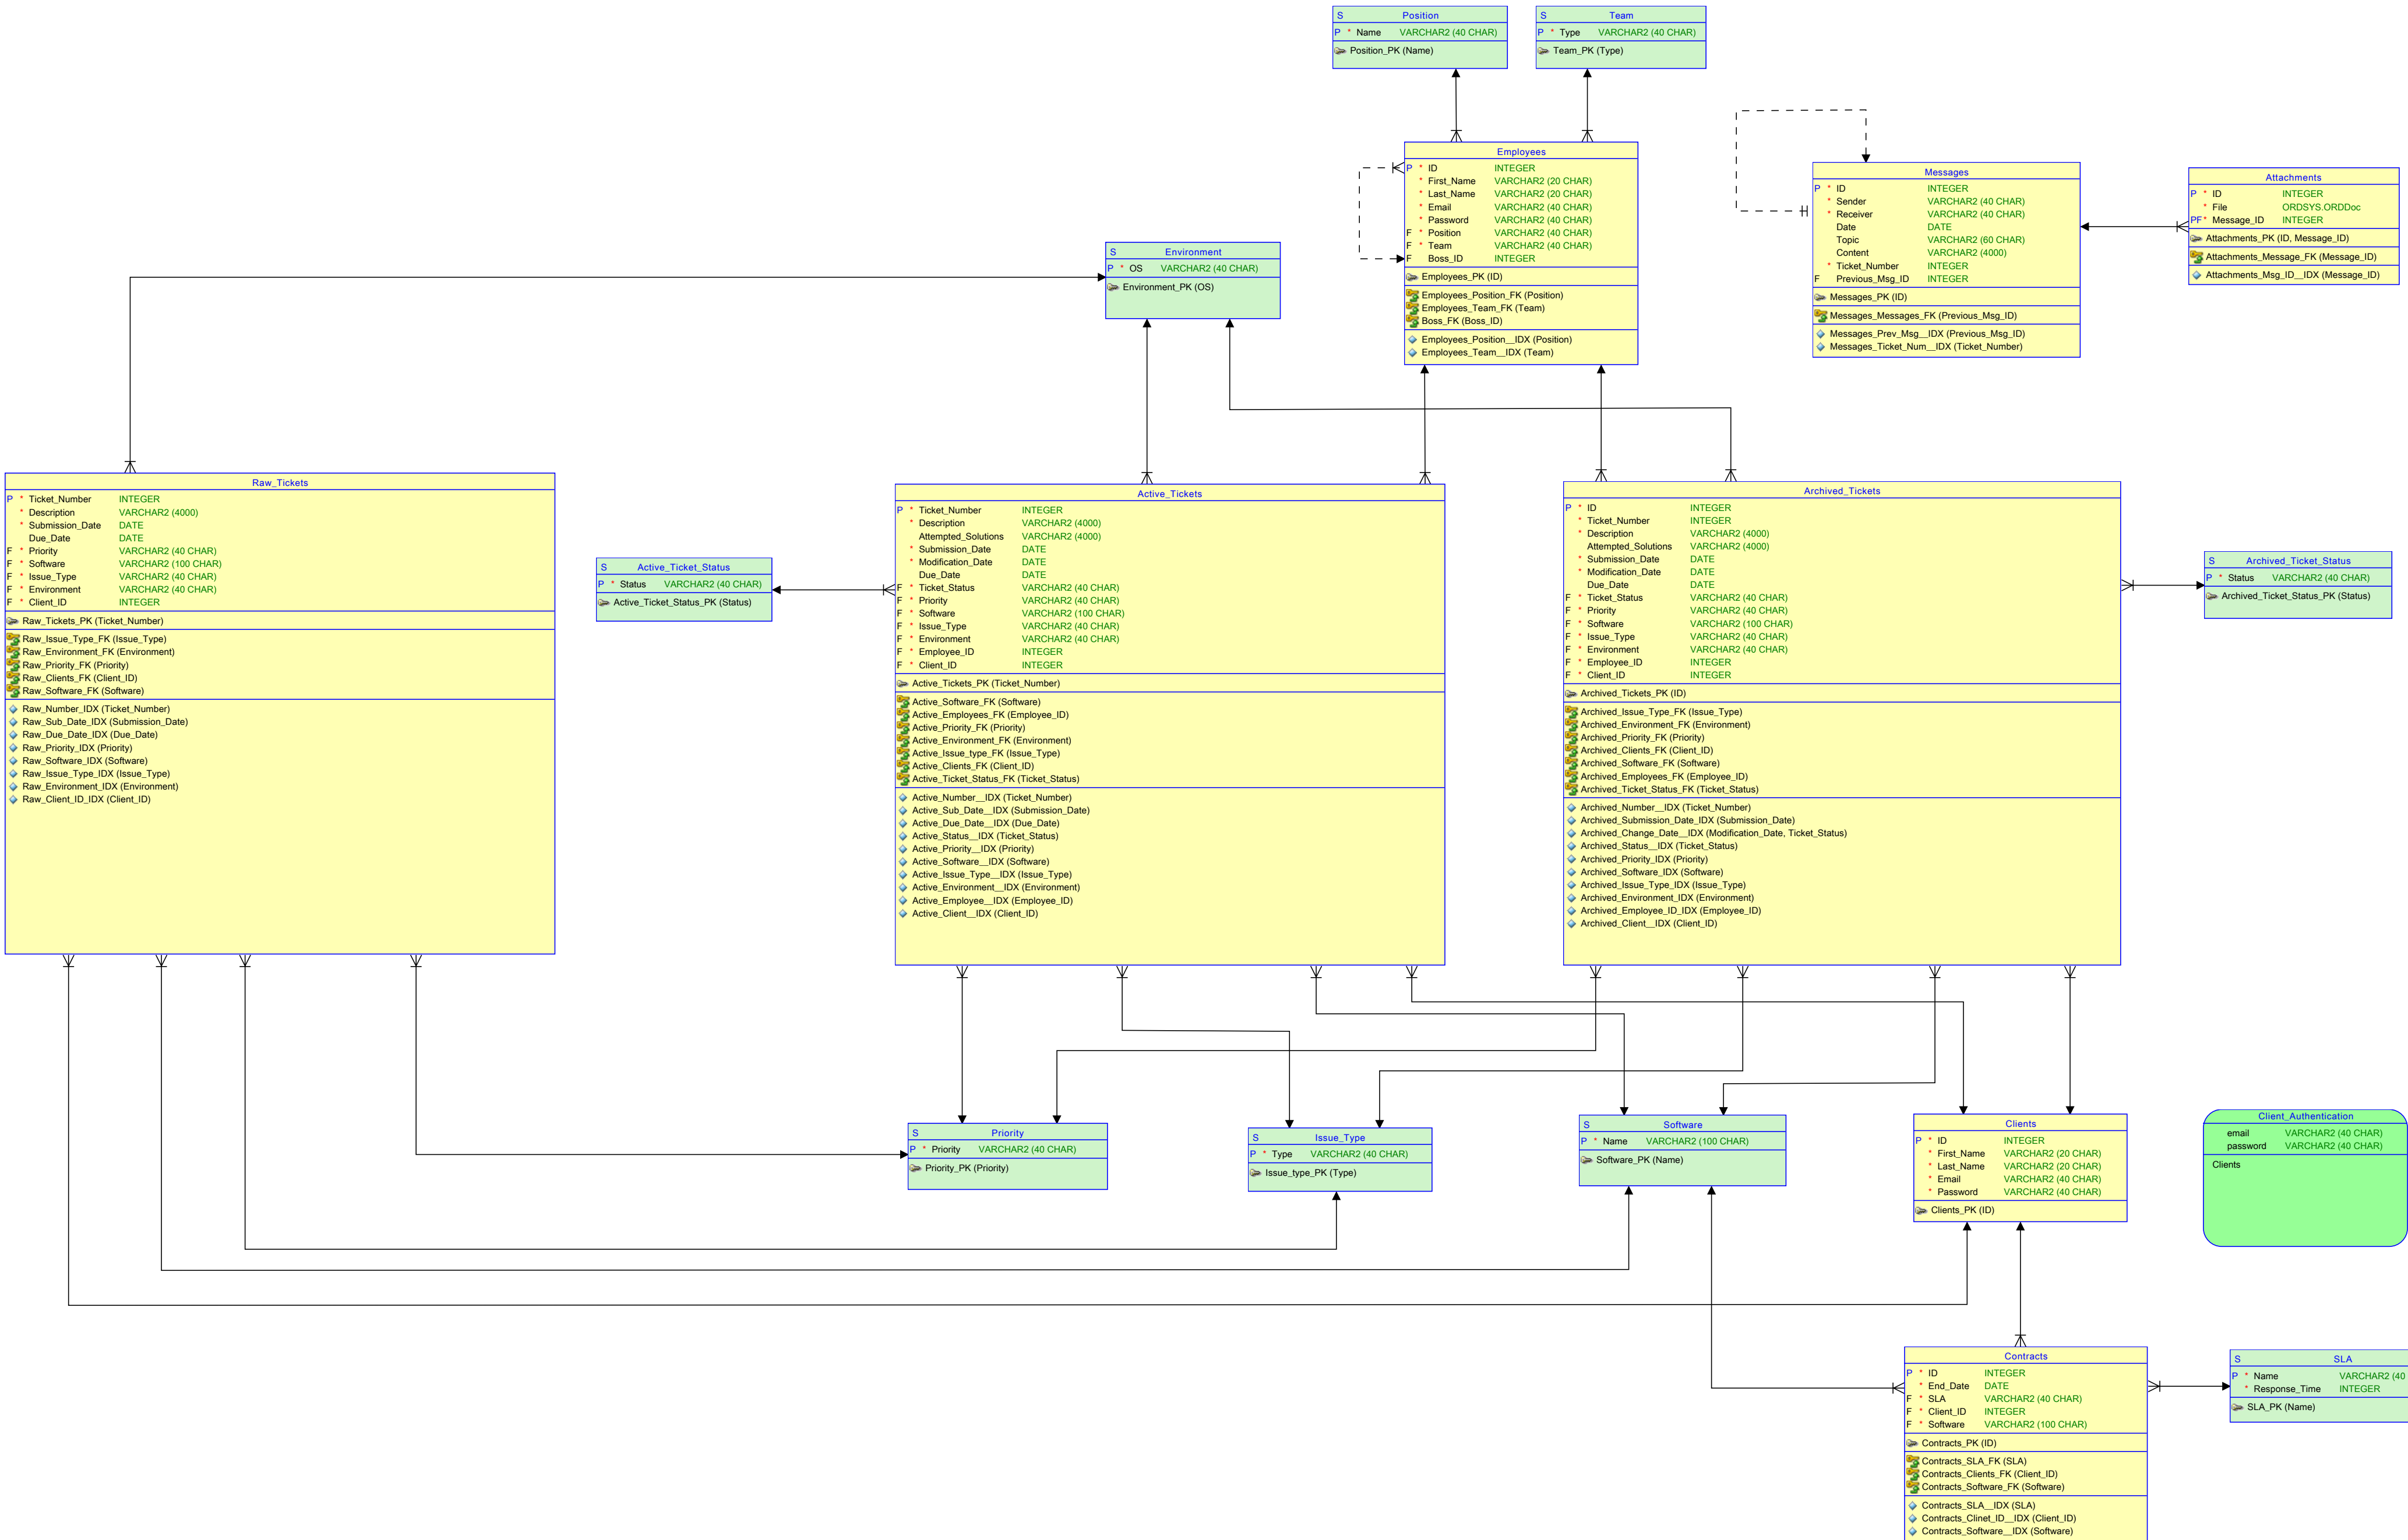 S Position
P * Name VARCHAR2 (40 CHAR)
Position_PK (Name)
S Team
P * Type VARCHAR2 (40 CHAR)
Team_PK (Type)
Employees
P * ID INTEGER
* First_Name VARCHAR2 (20 CHAR)
* Last_Name VARCHAR2 (20 CHAR)
* Email VARCHAR2 (40 CHAR)
* Password VARCHAR2 (40 CHAR)
F * Position VARCHAR2 (40 CHAR)
F * Team VARCHAR2 (40 CHAR)
F Boss_ID INTEGER
Employees_PK (ID)
Employees_Position_FK (Position)
Employees_Team_FK (Team)
Boss_FK (Boss_ID)
Employees_Position__IDX (Position)
Employees_Team__IDX (Team)
Messages
P * ID INTEGER
* Sender VARCHAR2 (40 CHAR)
* Receiver VARCHAR2 (40 CHAR)
Date DATE
Topic VARCHAR2 (60 CHAR)
Content VARCHAR2 (4000)
* Ticket_Number INTEGER
F Previous_Msg_ID INTEGER
Messages_PK (ID)
Messages_Messages_FK (Previous_Msg_ID)
Messages_Prev_Msg__IDX (Previous_Msg_ID)
Messages_Ticket_Num__IDX (Ticket_Number)
Attachments
P * ID INTEGER
* File ORDSYS.ORDDoc
PF* Message_ID INTEGER
Attachments_PK (ID, Message_ID)
Attachments_Message_FK (Message_ID)
Attachments_Msg_ID__IDX (Message_ID)
S Environment
P * OS VARCHAR2 (40 CHAR)
Environment_PK (OS)
Raw_Tickets
P * Ticket_Number INTEGER
* Description VARCHAR2 (4000)
* Submission_Date DATE
Due_Date DATE
F * Priority VARCHAR2 (40 CHAR)
F * Software VARCHAR2 (100 CHAR)
F * Issue_Type VARCHAR2 (40 CHAR)
F * Environment VARCHAR2 (40 CHAR)
F * Client_ID INTEGER
Raw_Tickets_PK (Ticket_Number)
Raw_Issue_Type_FK (Issue_Type)
Raw_Environment_FK (Environment)
Raw_Priority_FK (Priority)
Raw_Clients_FK (Client_ID)
Raw_Software_FK (Software)
Raw_Number_IDX (Ticket_Number)
Raw_Sub_Date_IDX (Submission_Date)
Raw_Due_Date_IDX (Due_Date)
Raw_Priority_IDX (Priority)
Raw_Software_IDX (Software)
Raw_Issue_Type_IDX (Issue_Type)
Raw_Environment_IDX (Environment)
Raw_Client_ID_IDX (Client_ID)
S Active_Ticket_Status
P * Status VARCHAR2 (40 CHAR)
Active_Ticket_Status_PK (Status)
Active_Tickets
P * Ticket_Number INTEGER
* Description VARCHAR2 (4000)
Attempted_Solutions VARCHAR2 (4000)
* Submission_Date DATE
* Modification_Date DATE
Due_Date DATE
F * Ticket_Status VARCHAR2 (40 CHAR)
F * Priority VARCHAR2 (40 CHAR)
F * Software VARCHAR2 (100 CHAR)
F * Issue_Type VARCHAR2 (40 CHAR)
F * Environment VARCHAR2 (40 CHAR)
F * Employee_ID INTEGER
F * Client_ID INTEGER
Active_Tickets_PK (Ticket_Number)
Active_Software_FK (Software)
Active_Employees_FK (Employee_ID)
Active_Priority_FK (Priority)
Active_Environment_FK (Environment)
Active_Issue_type_FK (Issue_Type)
Active_Clients_FK (Client_ID)
Active_Ticket_Status_FK (Ticket_Status)
Active_Number__IDX (Ticket_Number)
Active_Sub_Date__IDX (Submission_Date)
Active_Due_Date__IDX (Due_Date)
Active_Status__IDX (Ticket_Status)
Active_Priority__IDX (Priority)
Active_Software__IDX (Software)
Active_Issue_Type__IDX (Issue_Type)
Active_Environment__IDX (Environment)
Active_Employee__IDX (Employee_ID)
Active_Client__IDX (Client_ID)
Archived_Tickets
P * ID INTEGER
* Ticket_Number INTEGER
* Description VARCHAR2 (4000)
Attempted_Solutions VARCHAR2 (4000)
* Submission_Date DATE
* Modification_Date DATE
Due_Date DATE
F * Ticket_Status VARCHAR2 (40 CHAR)
F * Priority VARCHAR2 (40 CHAR)
F * Software VARCHAR2 (100 CHAR)
F * Issue_Type VARCHAR2 (40 CHAR)
F * Environment VARCHAR2 (40 CHAR)
F * Employee_ID INTEGER
F * Client_ID INTEGER
Archived_Tickets_PK (ID)
Archived_Issue_Type_FK (Issue_Type)
Archived_Environment_FK (Environment)
Archived_Priority_FK (Priority)
Archived_Clients_FK (Client_ID)
Archived_Software_FK (Software)
Archived_Employees_FK (Employee_ID)
Archived_Ticket_Status_FK (Ticket_Status)
Archived_Number__IDX (Ticket_Number)
Archived_Submission_Date_IDX (Submission_Date)
Archived_Change_Date__IDX (Modification_Date, Ticket_Status)
Archived_Status__IDX (Ticket_Status)
Archived_Priority_IDX (Priority)
Archived_Software_IDX (Software)
Archived_Issue_Type_IDX (Issue_Type)
Archived_Environment_IDX (Environment)
Archived_Employee_ID_IDX (Employee_ID)
Archived_Client__IDX (Client_ID)
S Archived_Ticket_Status
P * Status VARCHAR2 (40 CHAR)
Archived_Ticket_Status_PK (Status)
S Priority
P * Priority VARCHAR2 (40 CHAR)
Priority_PK (Priority)
S Issue_Type
P * Type VARCHAR2 (40 CHAR)
Issue_type_PK (Type)
S Software
P * Name VARCHAR2 (100 CHAR)
Software_PK (Name)
Clients
P * ID INTEGER
* First_Name VARCHAR2 (20 CHAR)
* Last_Name VARCHAR2 (20 CHAR)
* Email VARCHAR2 (40 CHAR)
* Password VARCHAR2 (40 CHAR)
Clients_PK (ID)
Client_Authentication
email VARCHAR2 (40 CHAR)
password VARCHAR2 (40 CHAR)
Clients
Contracts
P * ID INTEGER
* End_Date DATE
F * SLA VARCHAR2 (40 CHAR)
F * Client_ID INTEGER
F * Software VARCHAR2 (100 CHAR)
Contracts_PK (ID)
Contracts_SLA_FK (SLA)
Contracts_Clients_FK (Client_ID)
Contracts_Software_FK (Software)
Contracts_SLA__IDX (SLA)
Contracts_Clinet_ID__IDX (Client_ID)
Contracts_Software__IDX (Software)
S SLA
P * Name VARCHAR2 (40
* Response_Time INTEGER
SLA_PK (Name)